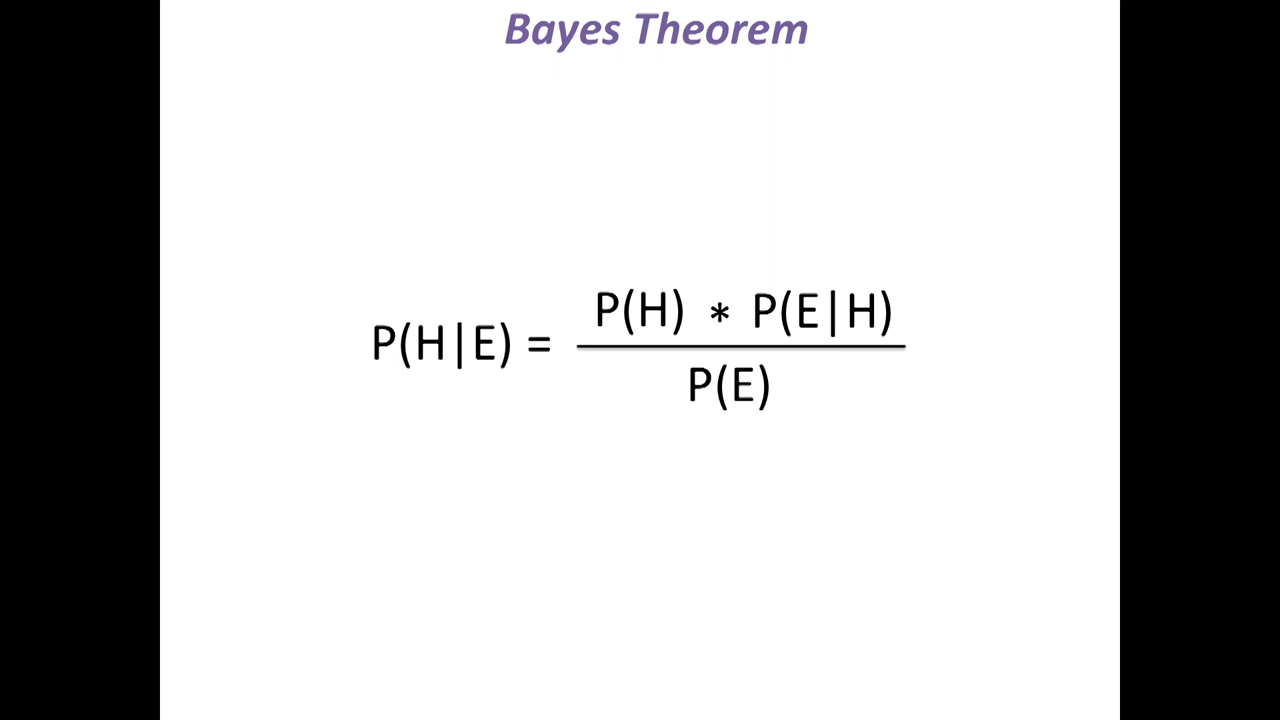 Bayes Theorem
P(H) * P(E|H)
P(H|E) =
P(E)